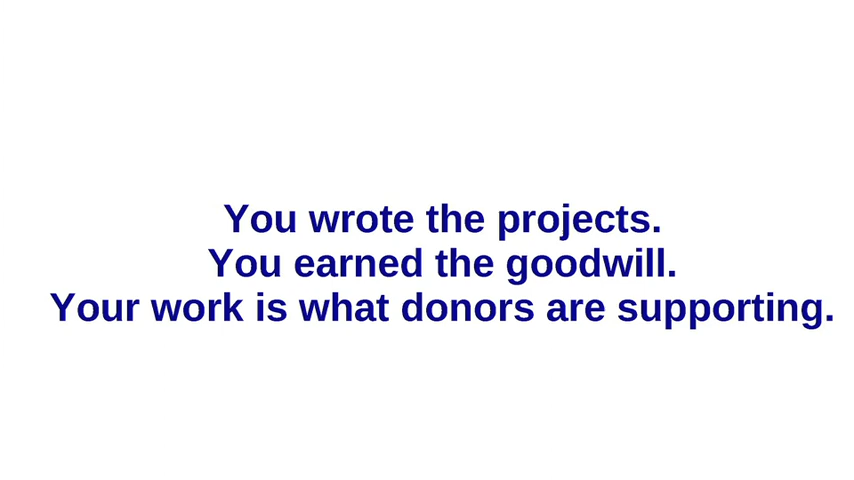 You wrote the projects.
You earned the goodwill.
Your work is what donors are supporting.